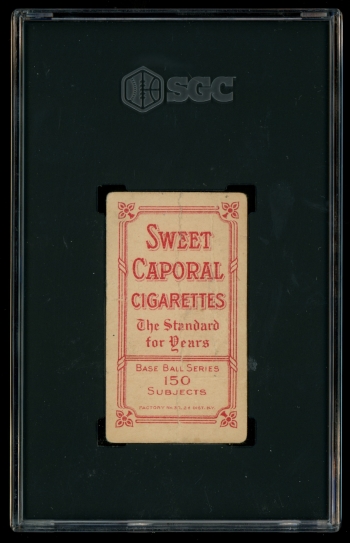 SGC
SWEET
CAPORAL
CIGARETTES
The Standard
for Years
BASE BALL SERIES
150
SUBJECTS